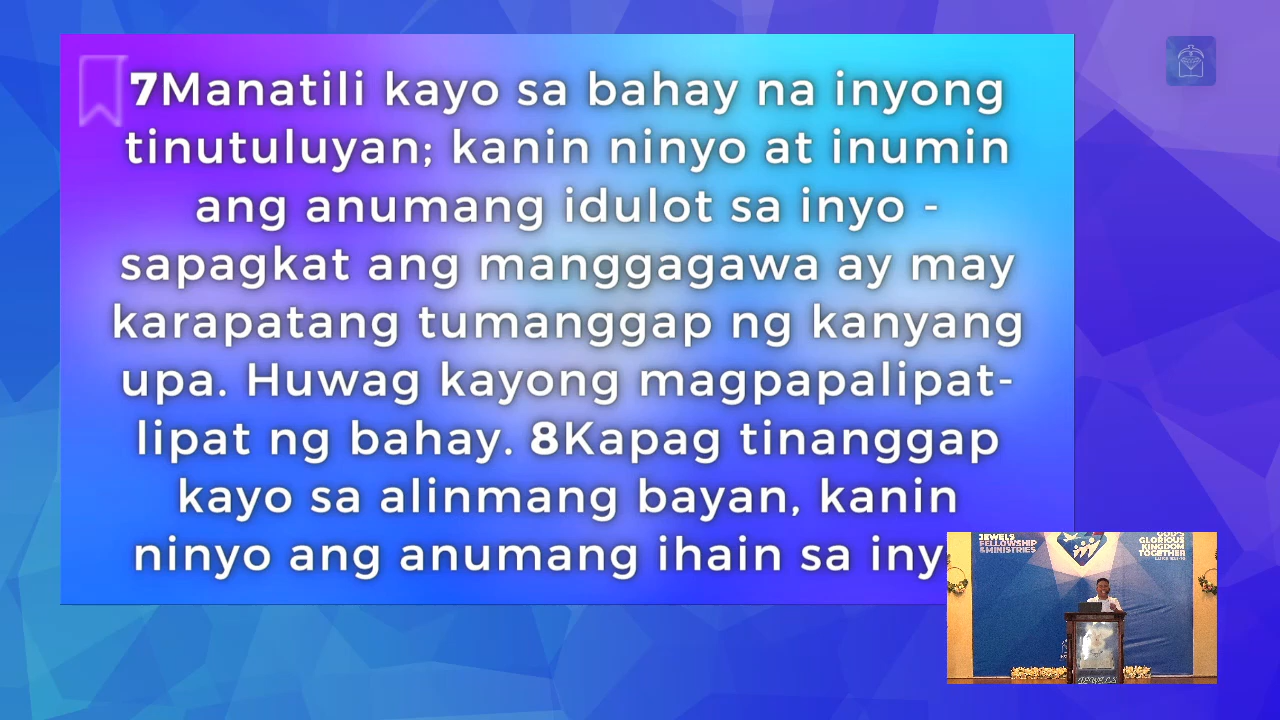 7Manatili kayo sa bahay na inyong
tinutuluyan; kanin ninyo at inumin
ang anumang idulot sa inyo -
sapagkat ang manggagawa ay may
karapatang tumanggap ng kanyang
upa. Huwag kayong magpapalipat-
lipat ng bahay. 8Kapag tinanggap
kayo sa alinmang bayan, kanin
ninyo ang anumang ihain sa iny
JEWELS
FELLOWSHIP
&MINISTRIES
GLORIOUS
KINGDOM
TOGETHER
JEWELS